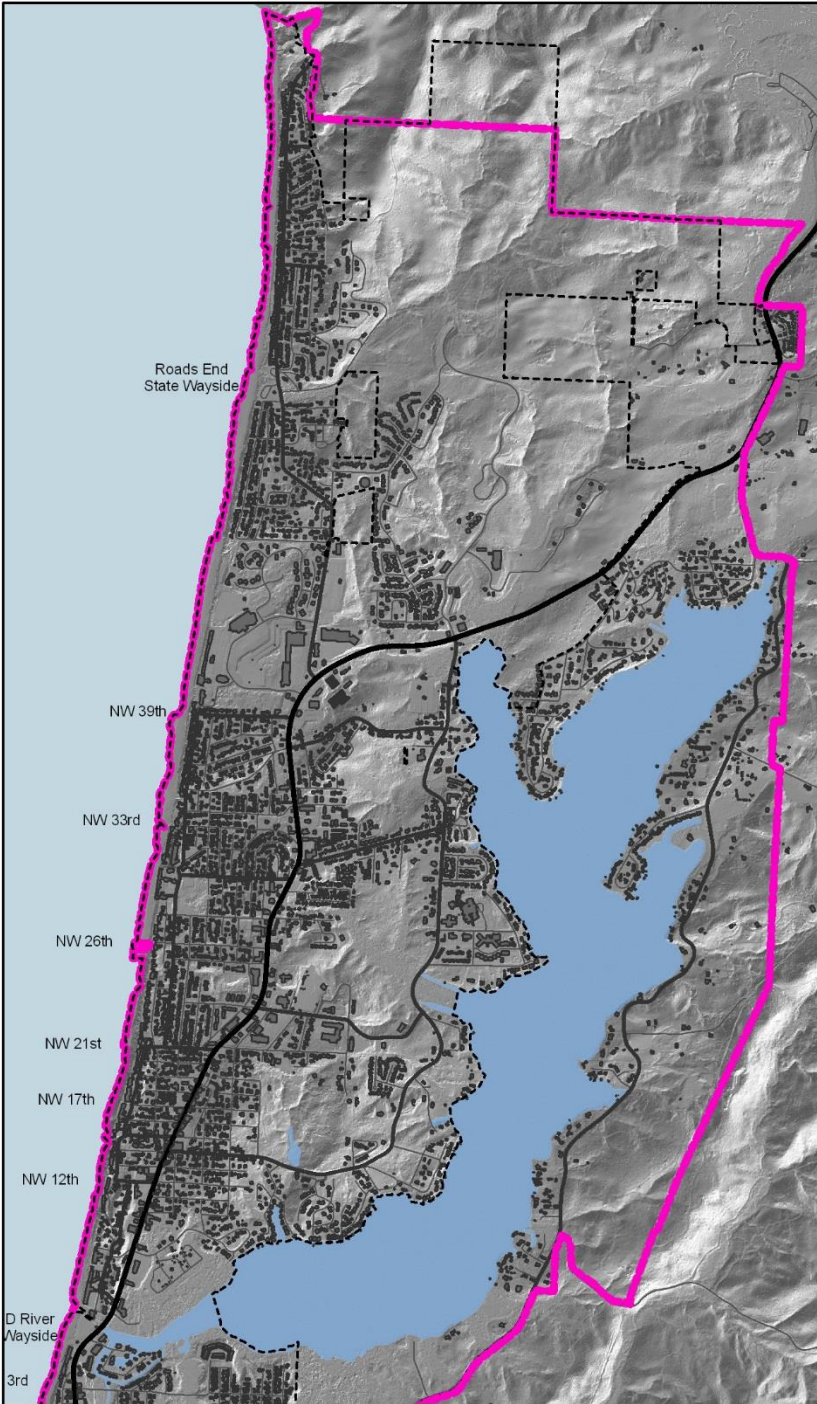 Roads End
State Wayside
NW 39th
NW 33rd
NW 26th
NW 21st
NW 17th
NW 12th
D River
Wayside
3rd